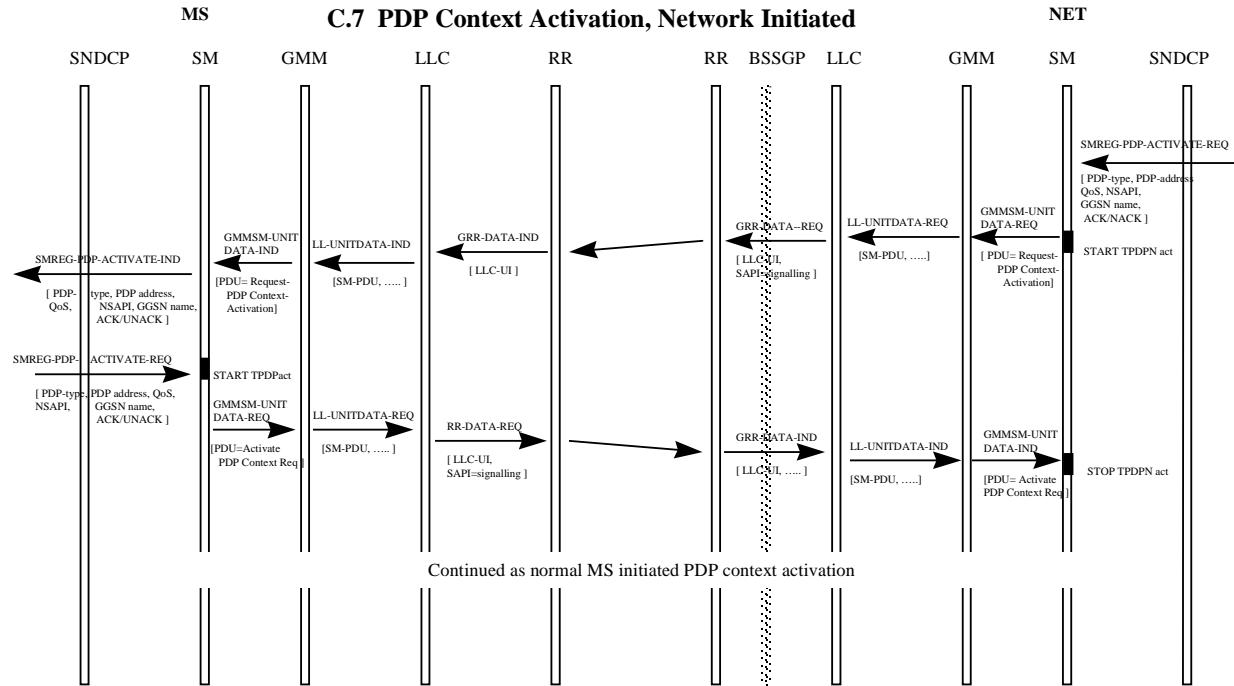 MS
C.7 PDP Context Activation, Network Initiated
NET
SNDCP SM GMM LLC RR RR BSSGP LLC GMM SM SNDCP
SMREG-PDP-ACTIVATE-REQ
[ PDP-type, PDP-address
QoS, NSAPI,
GGSN name,
ACK/NACK ]
GMMSM-UNIT
DATA-REQ
[ PDU= Request-
PDP Context-
Activation]
START TPDPN act
LL-UNITDATA-REQ
[SM-PDU, …..]
GRR-DATA--REQ
[ LLC-UI,
SAPI=signalling ]
GRR-DATA-IND
[ LLC-UI ]
LL-UNITDATA-IND
[SM-PDU, ….. ]
GMMSM-UNIT
DATA-IND
[PDU= Request-
PDP Context-
Activation]
SMREG-PDP-ACTIVATE-IND
[ PDP- type, PDP address,
QoS, NSAPI, GGSN name,
ACK/UNACK ]
SMREG-PDP- ACTIVATE-REQ
[ PDP-type, PDP address, QoS,
NSAPI, GGSN name,
ACK/UNACK ]
START TPDPact
GMMSM-UNIT
DATA-REQ
[PDU=Activate
PDP Context Req ]
LL-UNITDATA-REQ
[SM-PDU, ….. ]
RR-DATA-REQ
[ LLC-UI,
SAPI=signalling ]
GRR-DATA-IND
[ LLC-UI, ….. ]
LL-UNITDATA-IND
[SM-PDU, …..]
GMMSM-UNIT
DATA-IND
[PDU= Activate
PDP Context Req ]
STOP TPDPN act
Continued as normal MS initiated PDP context activation